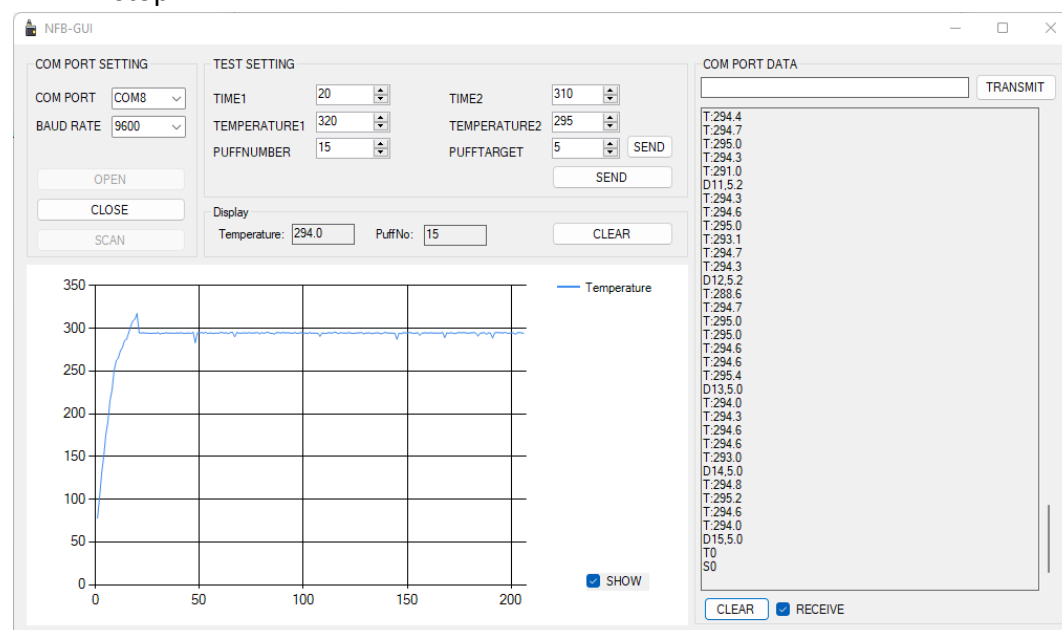 stop
NFB-GUI
COM PORT SETTING
COM PORT COM8
BAUD RATE 9600
OPEN
CLOSE
SCAN
TEST SETTING
TIME1 20 TIME2 310
TEMPERATURE1 320 TEMPERATURE2 295
PUFFNUMBER 15 PUFFTARGET 5 SEND
SEND
Display
Temperature: 294.0 PuffNo: 15 CLEAR
350
300
250
200
150
100
50
0
0 50 100 150 200
Temperature
SHOW
COM PORT DATA
TRANSMIT
T:294.4
T:294.7
T:295.0
T:294.3
T:291.0
D11,5.2
T:294.3
T:294.6
T:295.0
T:293.1
T:294.7
T:294.3
D12,5.2
T:288.6
T:294.7
T:295.0
T:295.0
T:294.6
T:294.6
T:295.4
D13,5.0
T:294.0
T:294.3
T:294.6
T:294.6
T:293.0
D14,5.0
T:294.8
T:295.2
T:294.6
T:294.0
D15,5.0
T0
S0
CLEAR RECEIVE